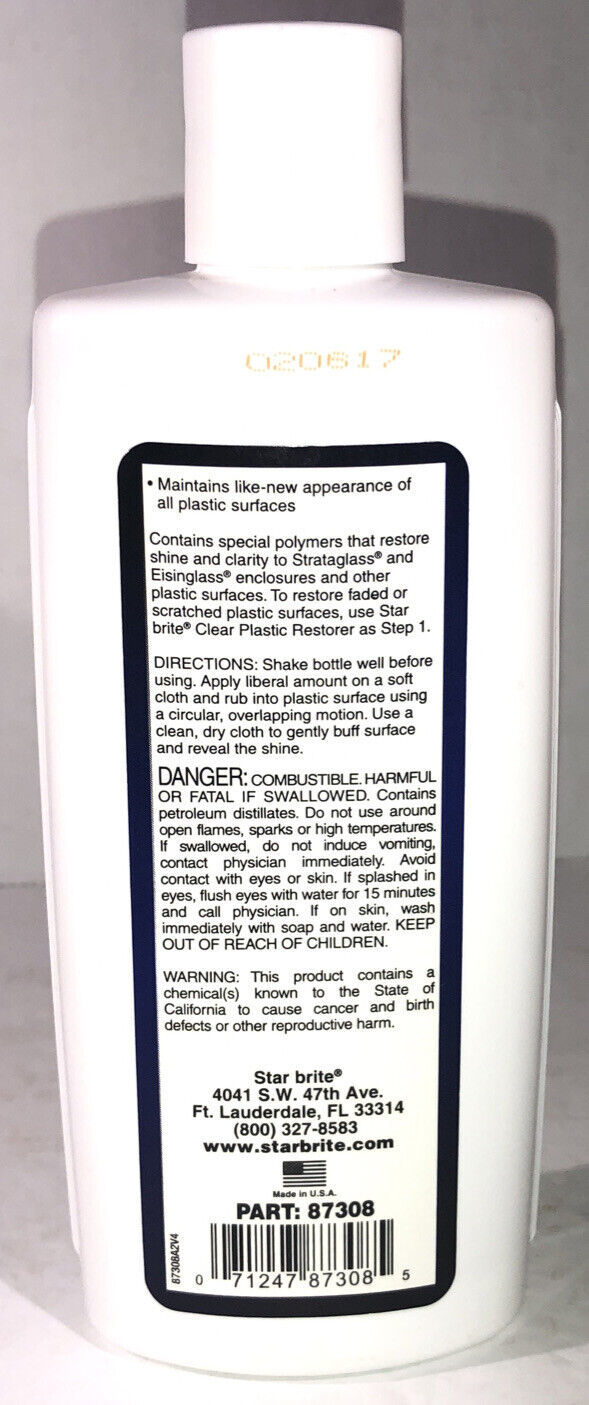 020617
• Maintains like-new appearance of
all plastic surfaces
Contains special polymers that restore
shine and clarity to Strataglass® and
Eisinglass® enclosures and other
plastic surfaces. To restore faded or
scratched plastic surfaces, use Star
brite® Clear Plastic Restorer as Step 1.
DIRECTIONS: Shake bottle well before
using. Apply liberal amount on a soft
cloth and rub into plastic surface using
a circular, overlapping motion. Use a
clean, dry cloth to gently buff surface
and reveal the shine.
DANGER: COMBUSTIBLE. HARMFUL
OR FATAL IF SWALLOWED. Contains
petroleum distillates. Do not use around
open flames, sparks or high temperatures.
If swallowed, do not induce vomiting,
contact physician immediately. Avoid
contact with eyes or skin. If splashed in
eyes, flush eyes with water for 15 minutes
and call physician. If on skin, wash
immediately with soap and water. KEEP
OUT OF REACH OF CHILDREN.
WARNING: This product contains a
chemical(s) known to the State of
California to cause cancer and birth
defects or other reproductive harm.
Star brite®
4041 S.W. 47th Ave.
Ft. Lauderdale, FL 33314
(800) 327-8583
www.starbrite.com
Made in U.S.A.
PART: 87308
87308A2V4
0 71247 87308 5